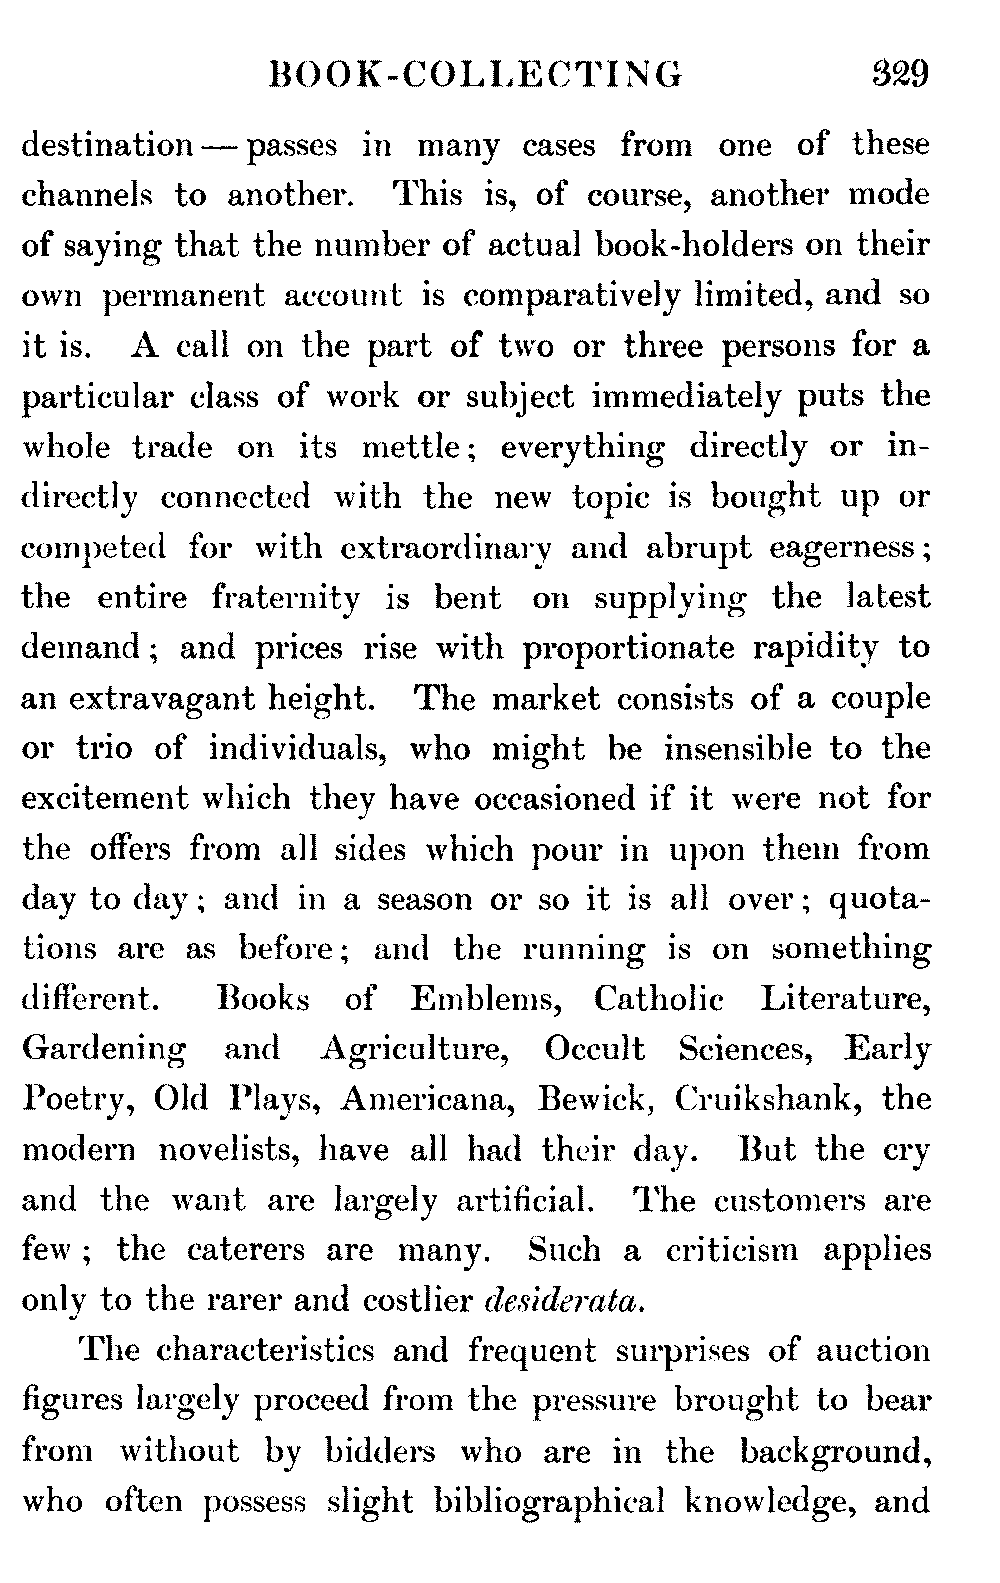 BOOK-COLLECTING 329
destination — passes in many cases from one of these
channels to another. This is, of course, another mode
of saying that the number of actual book-holders on their
own permanent account is comparatively limited, and so
it is. A call on the part of two or three persons for a
particular class of work or subject immediately puts the
whole trade on its mettle; everything directly or in-
directly connected with the new topic is bought up or
competed for with extraordinary and abrupt eagerness;
the entire fraternity is bent on supplying the latest
demand; and prices rise with proportionate rapidity to
an extravagant height. The market consists of a couple
or trio of individuals, who might be insensible to the
excitement which they have occasioned if it were not for
the offers from all sides which pour in upon them from
day to day; and in a season or so it is all over; quota-
tions are as before; and the running is on something
different. Books of Emblems, Catholic Literature,
Gardening and Agriculture, Occult Sciences, Early
Poetry, Old Plays, Americana, Bewick, Cruikshank, the
modern novelists, have all had their day. But the cry
and the want are largely artificial. The customers are
few; the caterers are many. Such a criticism applies
only to the rarer and costlier desiderata.
The characteristics and frequent surprises of auction
figures largely proceed from the pressure brought to bear
from without by bidders who are in the background,
who often possess slight bibliographical knowledge, and